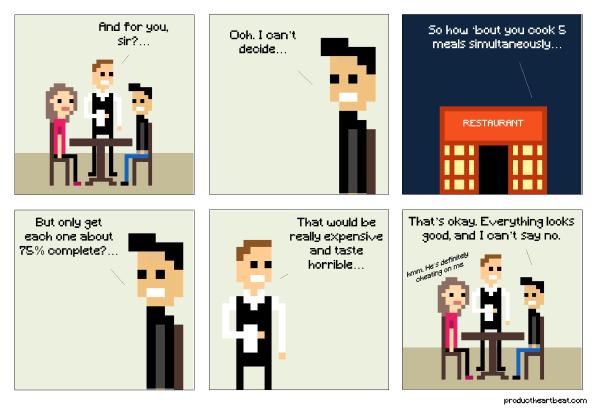 And for you,
sir?...
Ooh. I can't
decide...
So how 'bout you cook 5
meals simultaneously...
RESTAURANT
But only get
each one about
75% complete?...
That would be
really expensive
and taste
horrible...
That's okay. Everything looks
good, and I can't say no.
hmm. He's definitely
cheating on me.
productheartbeat.com